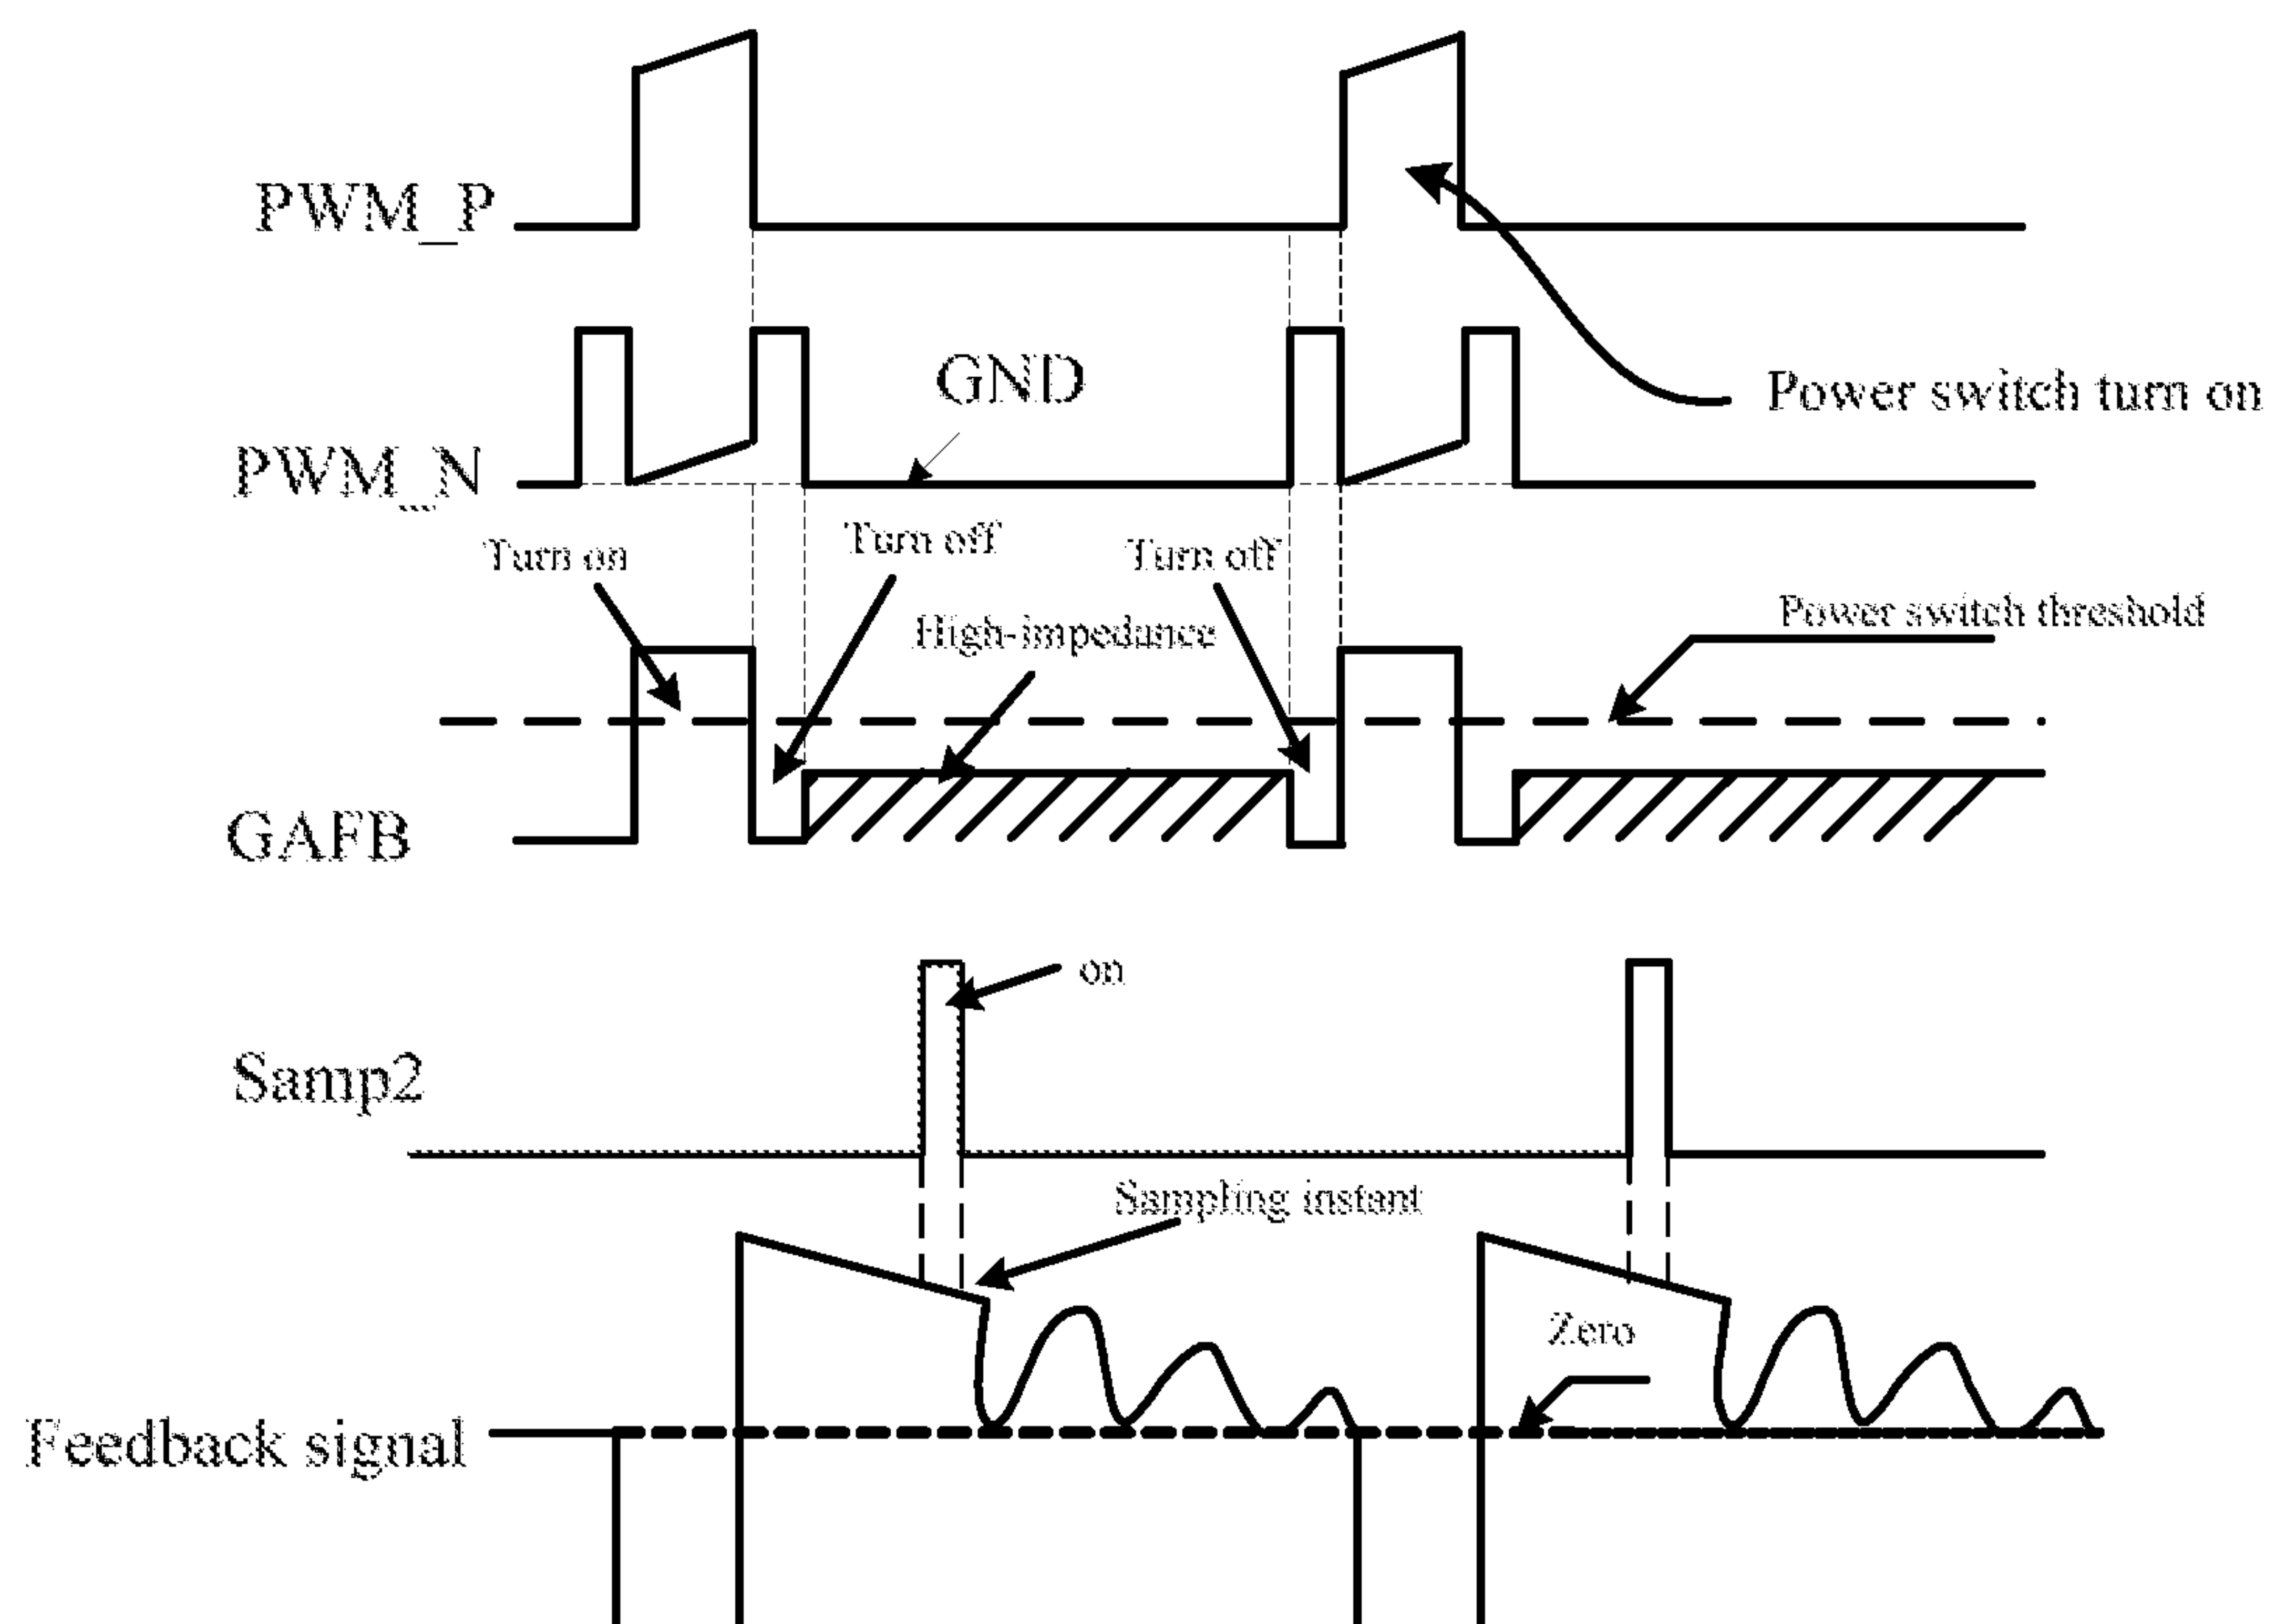 PWM_P
GND
Power switch turn on
PWM_N
Turn on
Turn off
Turn off
High-impedance
Power switch threshold
GAFB
on
Samp2
Sampling instant
Zero
Feedback signal